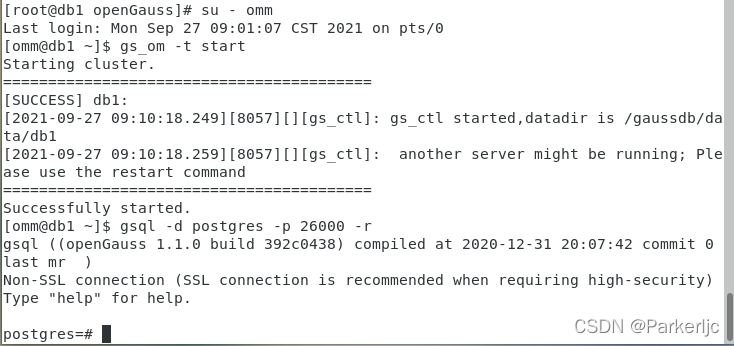 [root@db1 openGauss]# su - omm
Last login: Mon Sep 27 09:01:07 CST 2021 on pts/0
[omm@db1 ~]$ gs_om -t start
Starting cluster.
=========================================
[SUCCESS] db1:
[2021-09-27 09:10:18.249][8057][][gs_ctl]: gs_ctl started,datadir is /gaussdb/da
ta/db1
[2021-09-27 09:10:18.259][8057][][gs_ctl]:  another server might be running; Ple
ase use the restart command
=========================================
Successfully started.
[omm@db1 ~]$ gsql -d postgres -p 26000 -r
gsql ((openGauss 1.1.0 build 392c0438) compiled at 2020-12-31 20:07:42 commit 0
last mr  )
Non-SSL connection (SSL connection is recommended when requiring high-security)
Type "help" for help.
postgres=#
CSDN @Parkerljc